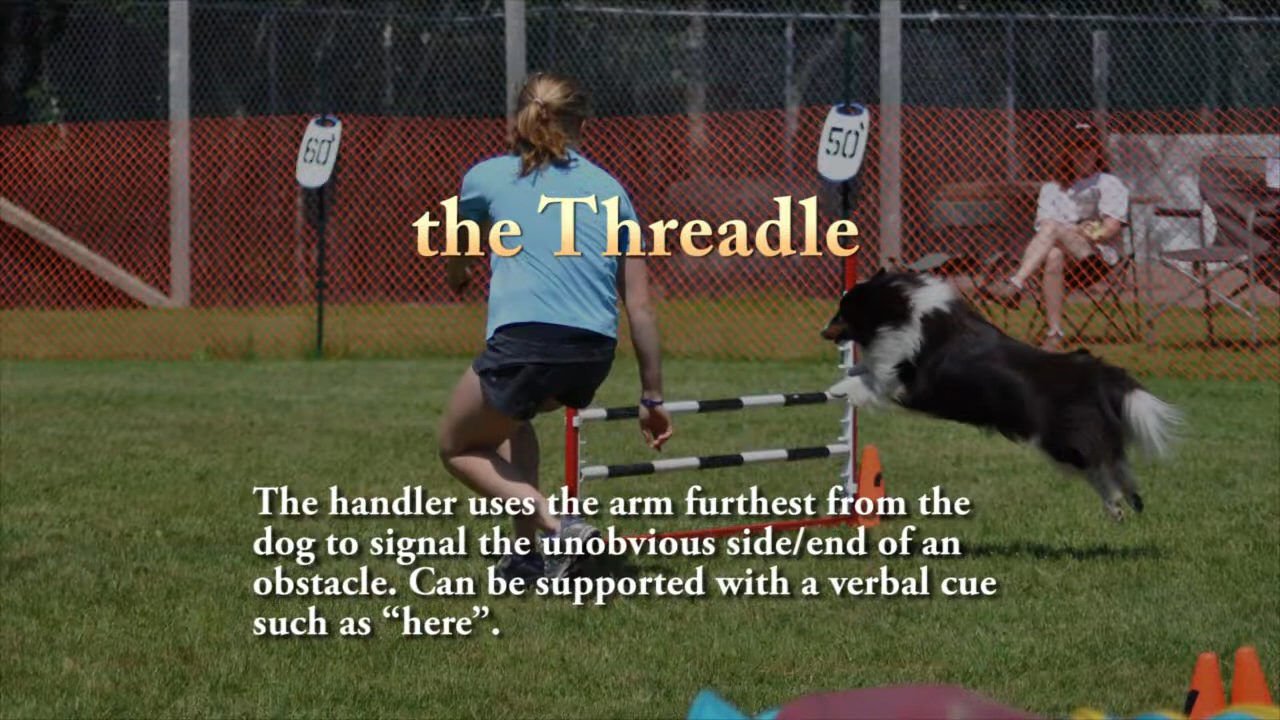 60'
50'
the Threadle
The handler uses the arm furthest from the
dog to signal the unobvious side/end of an
obstacle. Can be supported with a verbal cue
such as “here”.